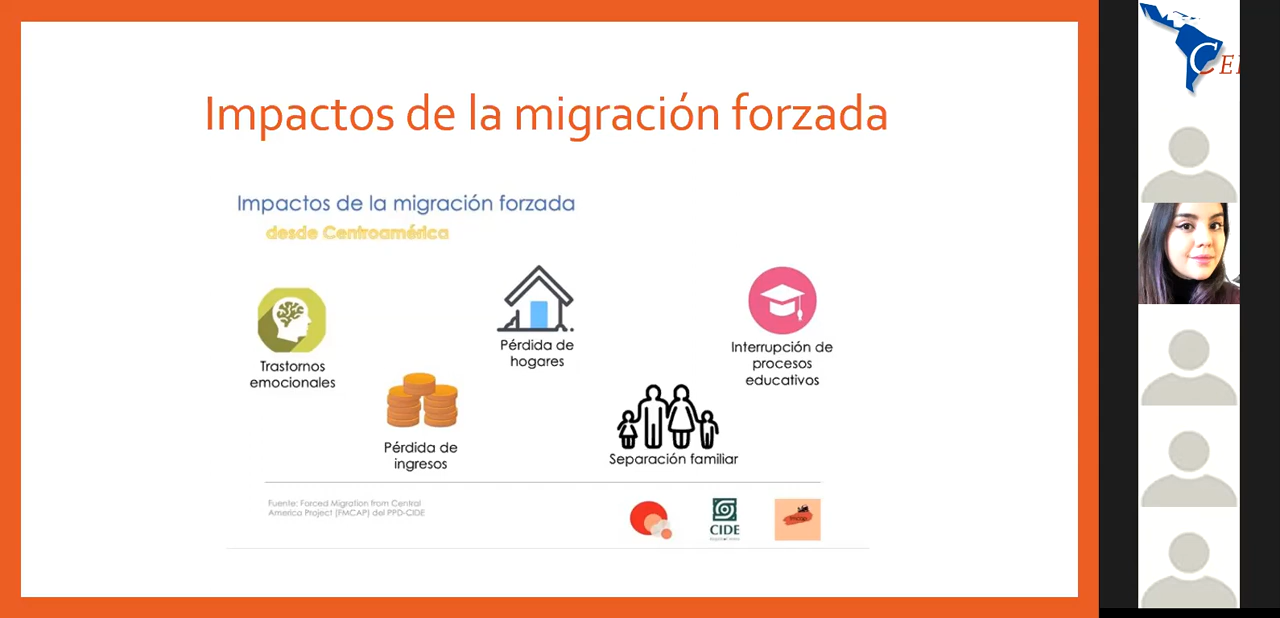 Impactos de la migración forzada
Impactos de la migración forzada
desde Centroamérica
Trastornos
emocionales
Pérdida de
ingresos
Pérdida de
hogares
Separación familiar
Interrupción de
procesos
educativos
Fuente: Forced Migration from Central
America Project (FMCAP) del PPD-CIDE
CIDE